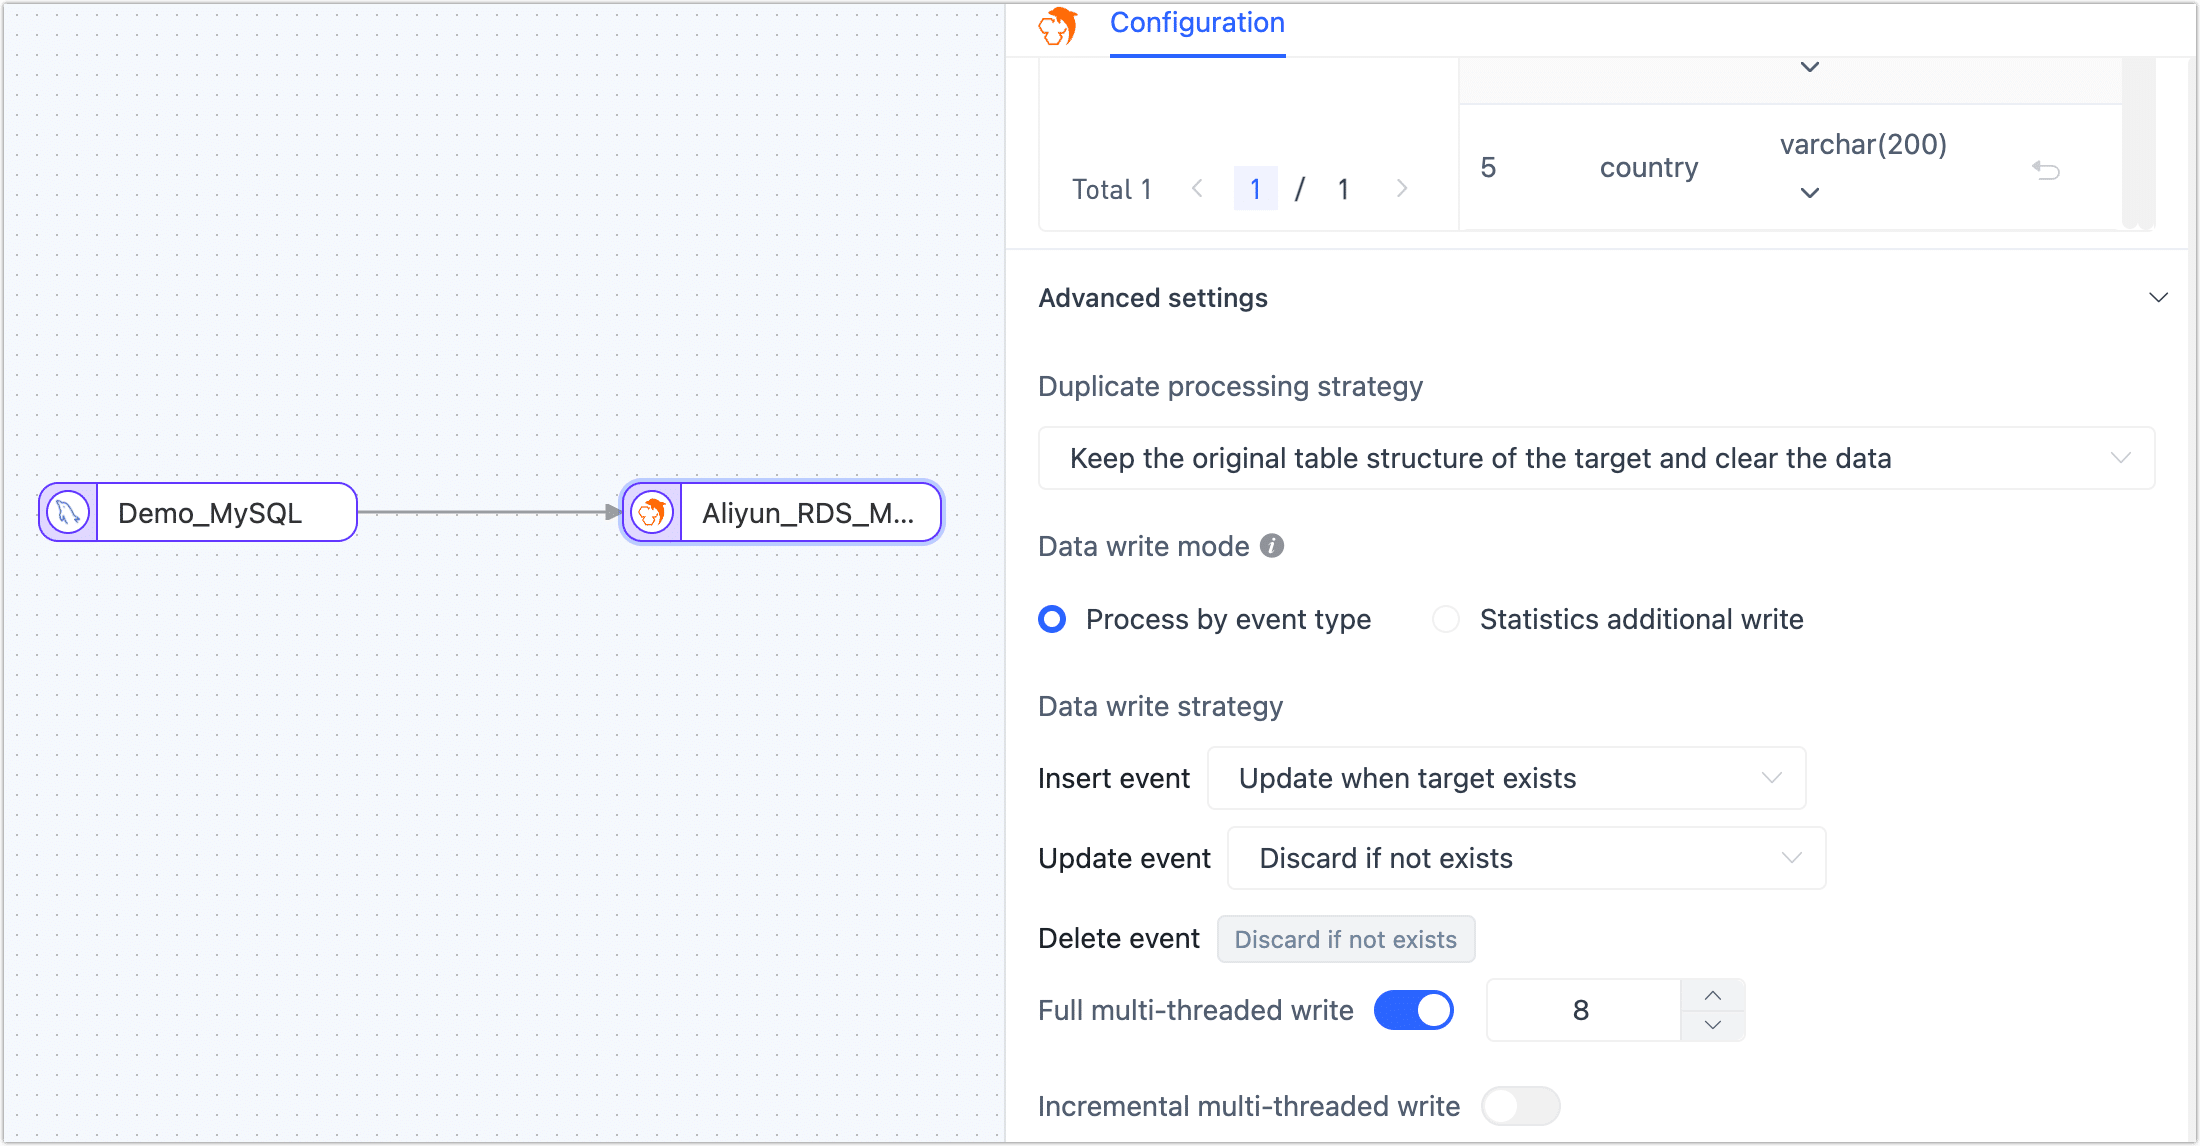 Configuration
varchar(200)
5 country
Total 1 1 / 1
Advanced settings
Duplicate processing strategy
Keep the original table structure of the target and clear the data
Demo_MySQL
Aliyun_RDS_M...
Data write mode
Process by event type
Statistics additional write
Data write strategy
Insert event Update when target exists
Update event Discard if not exists
Delete event Discard if not exists
Full multi-threaded write 8
Incremental multi-threaded write